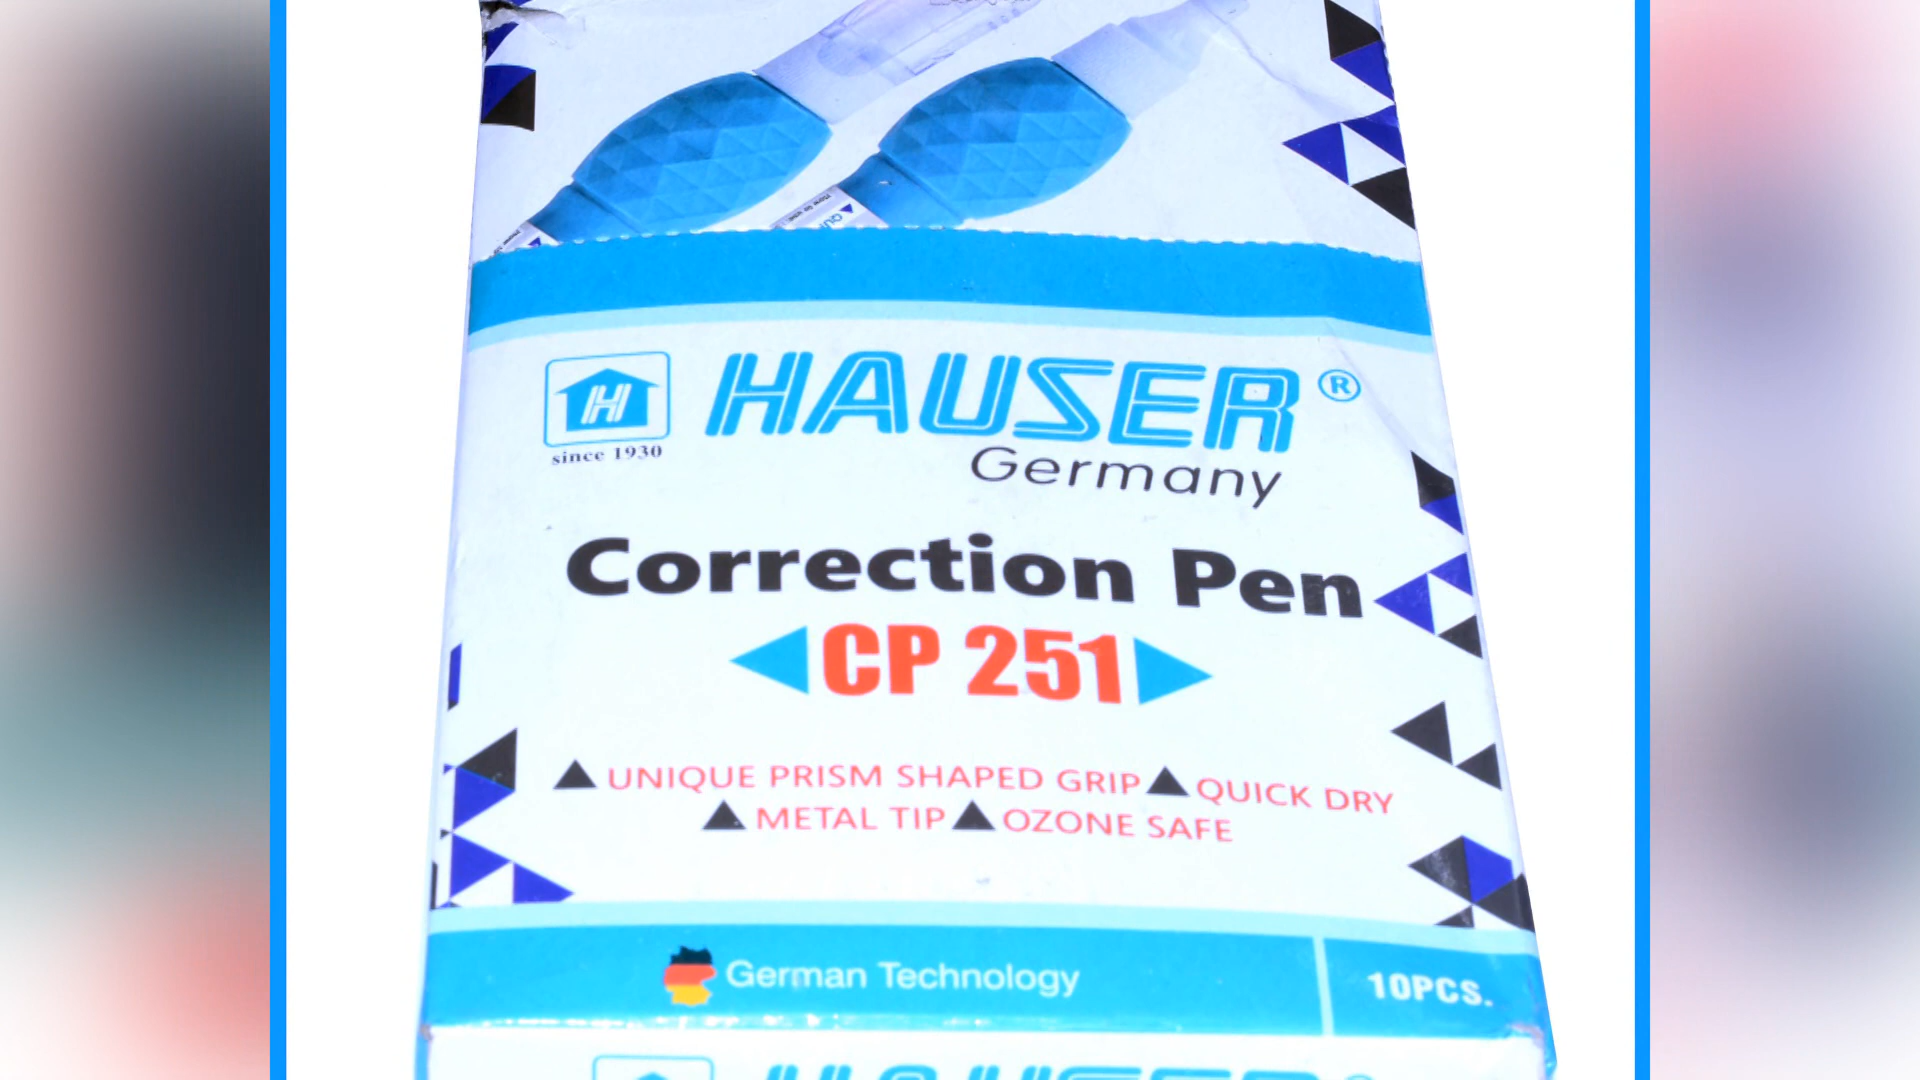 HAUSER®
H
since 1930
Germany
Correction Pen
CP 251
▲ UNIQUE PRISM SHAPED GRIP ▲ QUICK DRY
▲ METAL TIP ▲ OZONE SAFE
German Technology
10PCS.
HAUSER